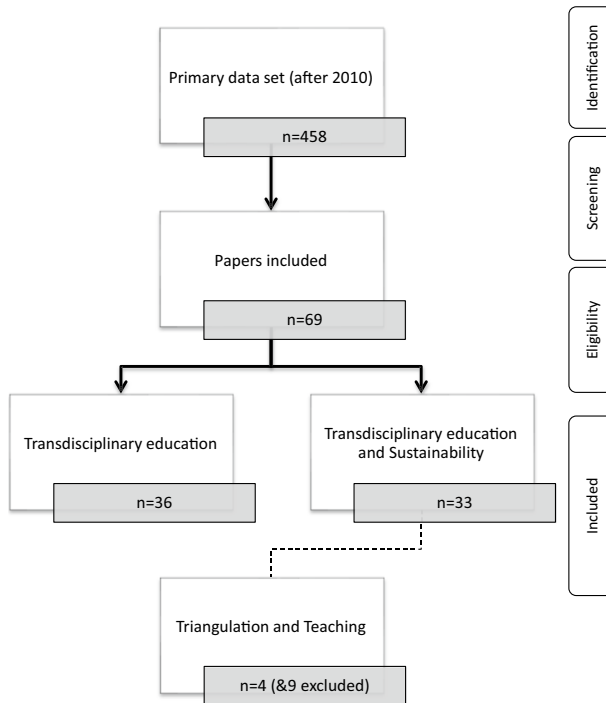 Primary data set (after 2010)
n=458
Papers included
n=69
Transdisciplinary education
n=36
Transdisciplinary education
and Sustainability
n=33
Triangulation and Teaching
n=4 (&9 excluded)
Identification
Screening
Eligibility
Included